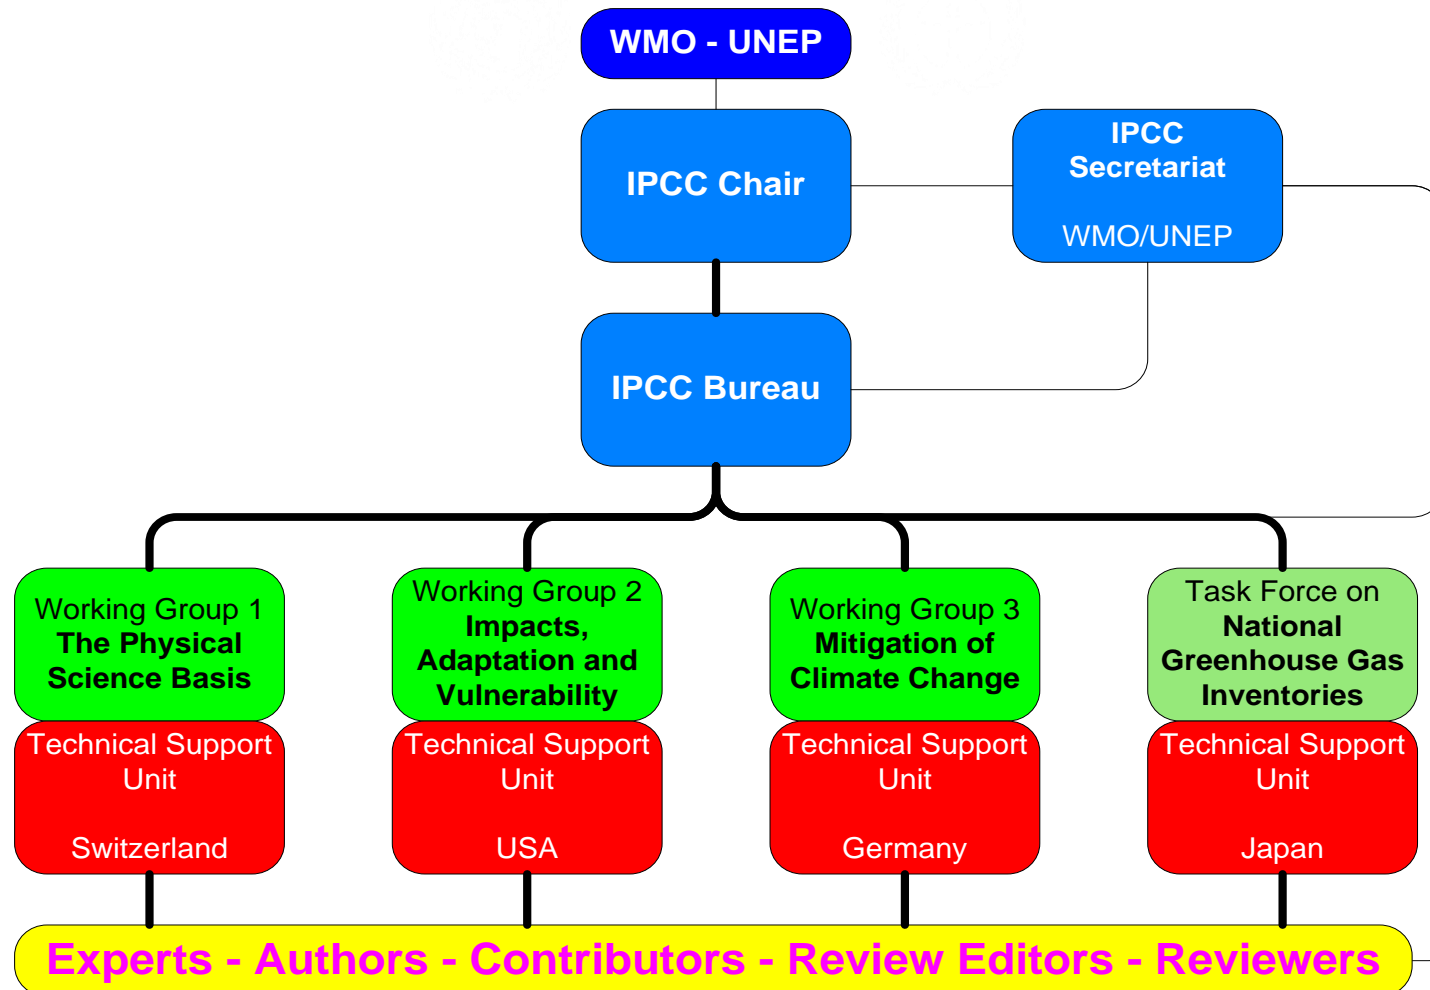 WMO - UNEP
IPCC Chair
IPCC
Secretariat
WMO/UNEP
IPCC Bureau
Working Group 1
The Physical
Science Basis
Technical Support
Unit
Switzerland
Working Group 2
Impacts,
Adaptation and
Vulnerability
Technical Support
Unit
USA
Working Group 3
Mitigation of
Climate Change
Technical Support
Unit
Germany
Task Force on
National
Greenhouse Gas
Inventories
Technical Support
Unit
Japan
Experts - Authors - Contributors - Review Editors - Reviewers